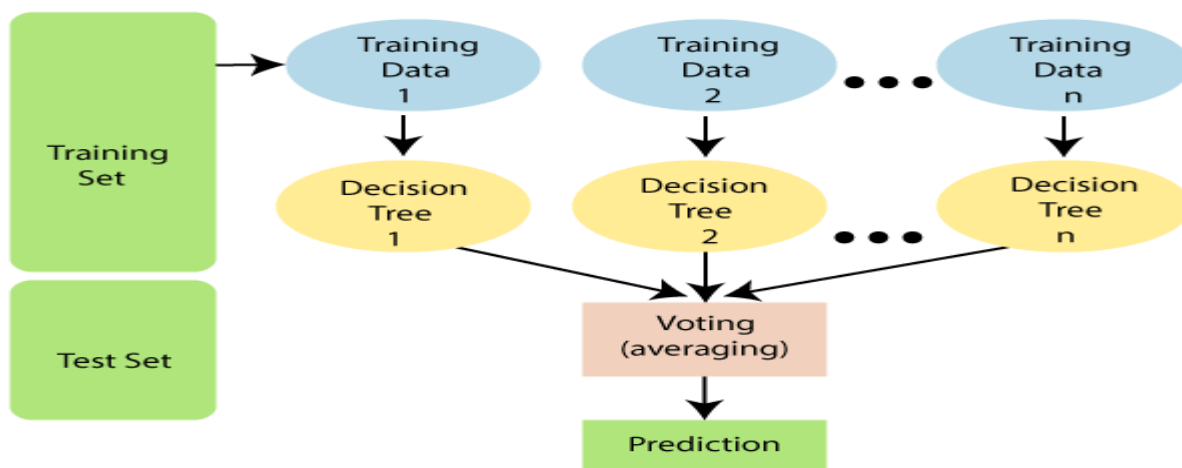 Training
Set
Test Set
Training
Data
1
Training
Data
2
Training
Data
n
Decision
Tree
1
Decision
Tree
2
Decision
Tree
n
Voting
(averaging)
Prediction